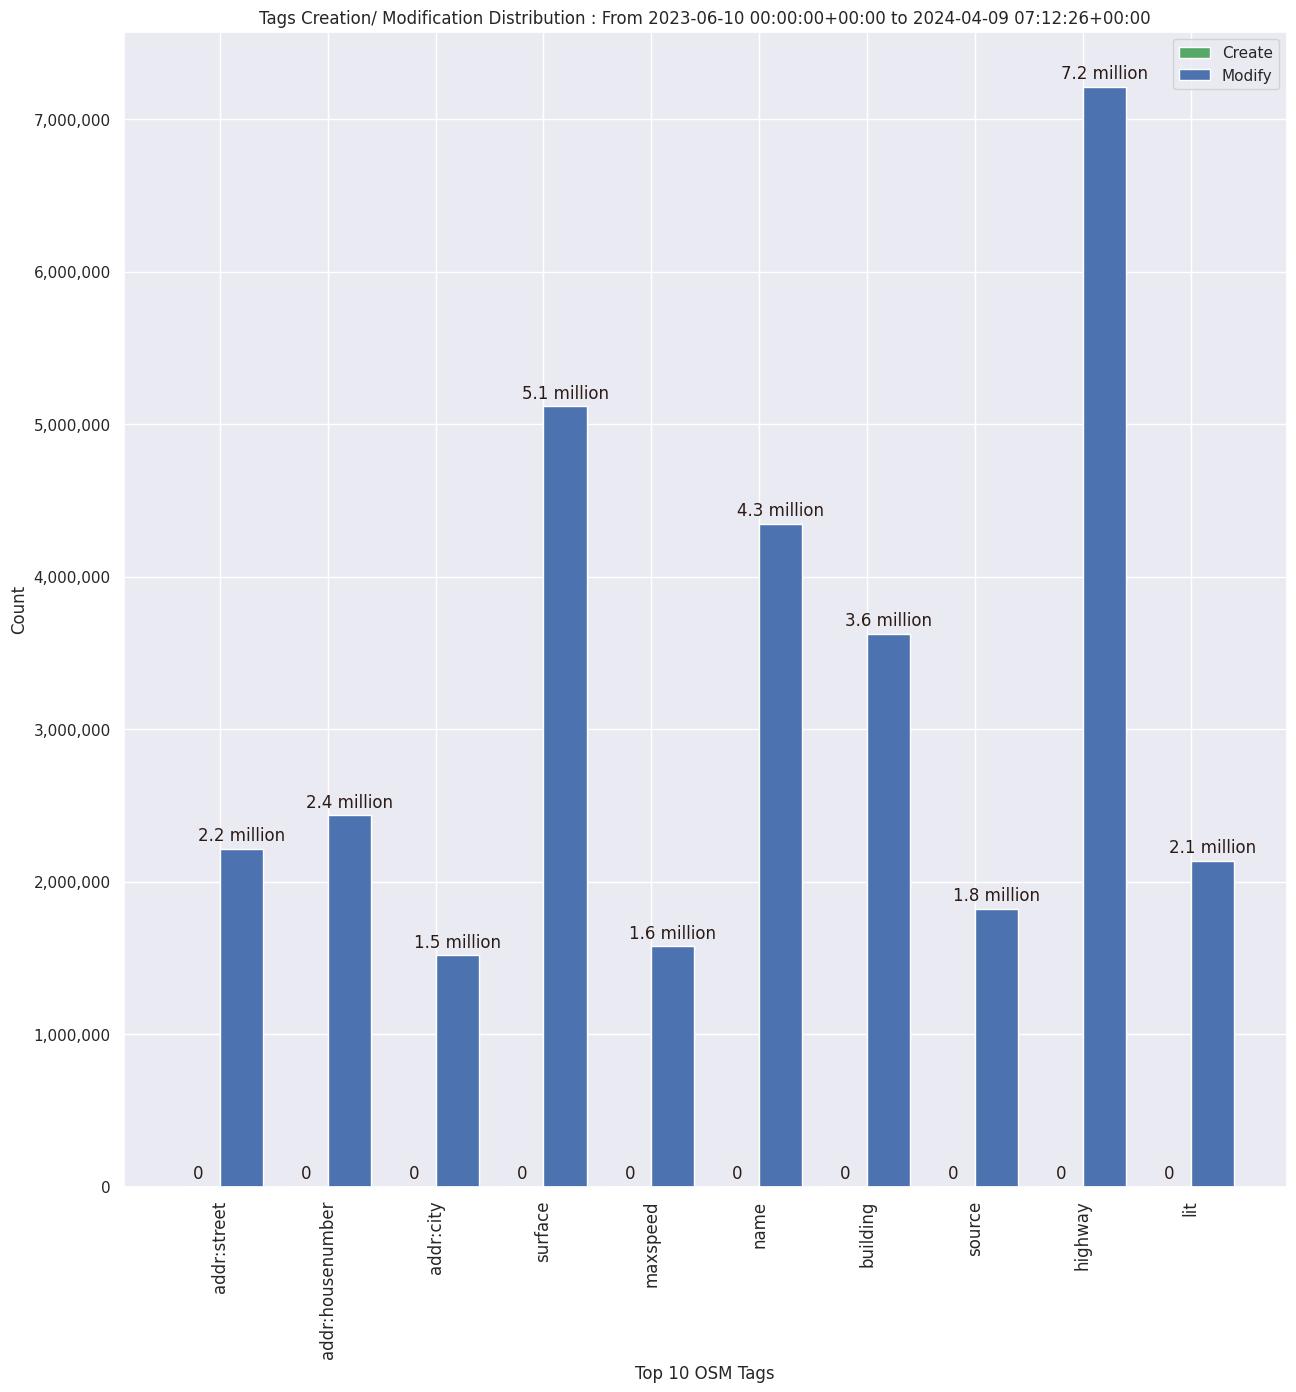 Tags Creation/ Modification Distribution : From 2023-06-10 00:00:00+00:00 to 2024-04-09 07:12:26+00:00
Create
Modify
7.2 million
7,000,000
6,000,000
5.1 million
5,000,000
4.3 million
4,000,000
3.6 million
3,000,000
2.4 million
2.2 million
2.1 million
2,000,000
1.8 million
1.6 million
1.5 million
1,000,000
0 0 0 0 0 0 0 0 0 0
0
Count
addr:street
addr:housenumber
addr:city
surface
maxspeed
name
building
source
highway
lit
Top 10 OSM Tags